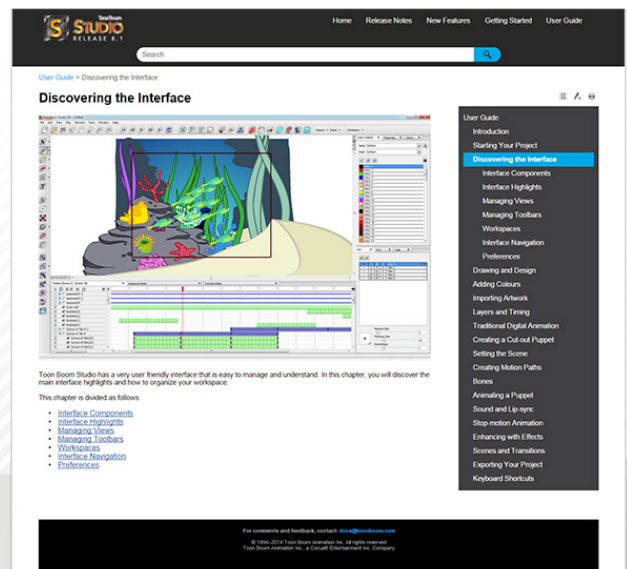 ToonBoom
STUDIO
RELEASE 8.1
Home Release Notes New Features Getting Started User Guide
Search
User Guide > Discovering the Interface
Discovering the Interface
Toon Boom Studio has a very user friendly interface that is easy to manage and understand. In this chapter, you will discover the
main interface highlights and how to organize your workspace.
This chapter is divided as follows:
• Interface Components
• Interface Highlights
• Managing Views
• Managing Toolbars
• Workspaces
• Interface Navigation
• Preferences
User Guide
Introduction
Starting Your Project
Discovering the Interface
Interface Components
Interface Highlights
Managing Views
Managing Toolbars
Workspaces
Interface Navigation
Preferences
Drawing and Design
Adding Colours
Importing Artwork
Layers and Timing
Traditional Digital Animation
Creating a Cut-out Puppet
Setting the Scene
Creating Motion Paths
Bones
Animating a Puppet
Sound and Lip-sync
Stop-motion Animation
Enhancing with Effects
Scenes and Transitions
Exporting Your Project
Keyboard Shortcuts
For comments and feedback, contact: docs@toonboom.com
© 1994-2014 Toon Boom Animation Inc. All rights reserved
Toon Boom Animation Inc., a Corus® Entertainment Inc. Company.